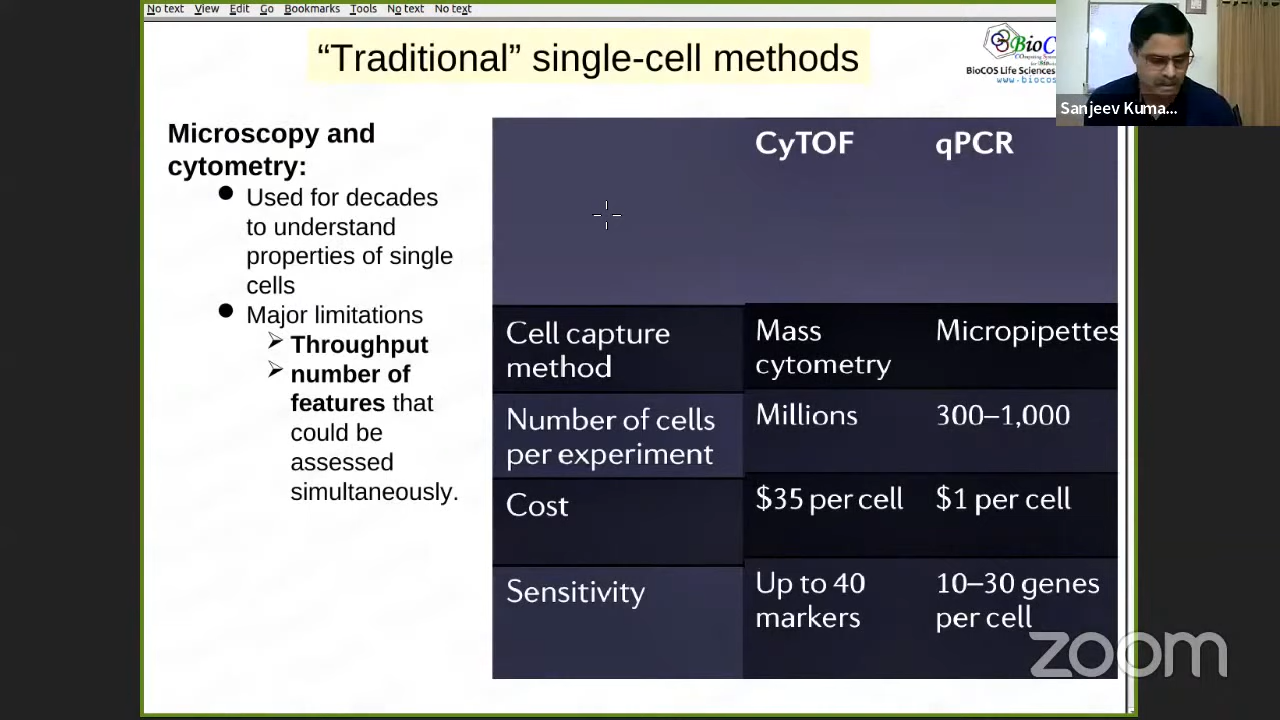 No text View Edit Go Bookmarks Tools No text No text
“Traditional” single-cell methods
BioC
BioCOS Life Sciences
www.biocos
Sanjeev Kuma...
Microscopy and
cytometry:
Used for decades
to understand
properties of single
cells
Major limitations
Throughput
number of
features that
could be
assessed
simultaneously.
CyTOF qPCR
Cell capture
method
Mass
cytometry
Micropipettes
Number of cells
per experiment
Millions
300–1,000
Cost
$35 per cell
$1 per cell
Sensitivity
Up to 40
markers
10–30 genes
per cell
zoom